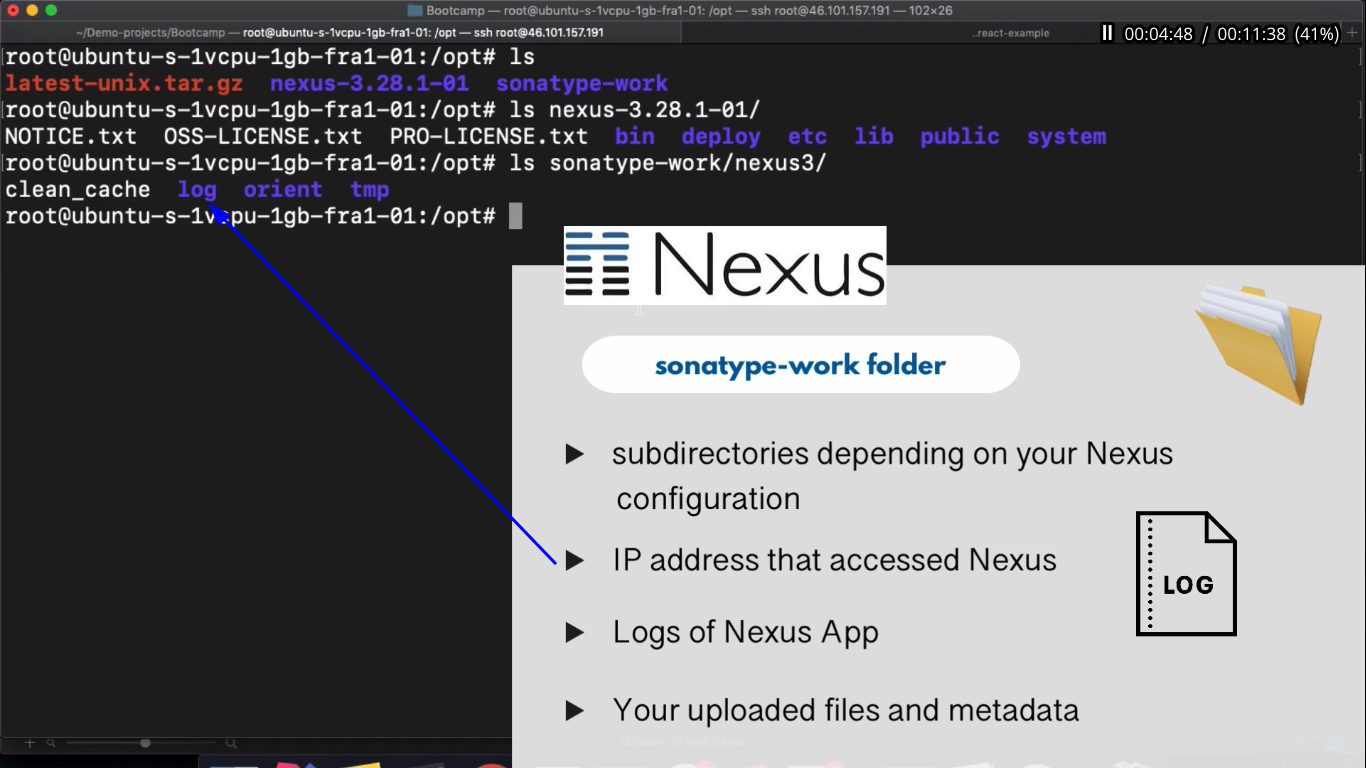 Bootcamp — root@ubuntu-s-1vcpu-1gb-fra1-01: /opt — ssh root@46.101.157.191 — 102×26
~/Demo-projects/Bootcamp — root@ubuntu-s-1vcpu-1gb-fra1-01: /opt — ssh root@46.101.157.191
..react-example
00:04:48 / 00:11:38 (41%)
root@ubuntu-s-1vcpu-1gb-fra1-01:/opt# ls
latest-unix.tar.gz nexus-3.28.1-01 sonatype-work
root@ubuntu-s-1vcpu-1gb-fra1-01:/opt# ls nexus-3.28.1-01/
NOTICE.txt OSS-LICENSE.txt PRO-LICENSE.txt bin deploy etc lib public system
root@ubuntu-s-1vcpu-1gb-fra1-01:/opt# ls sonatype-work/nexus3/
clean_cache log orient tmp
root@ubuntu-s-1vcpu-1gb-fra1-01:/opt#
Nexus
sonatype-work folder
subdirectories depending on your Nexus
configuration
IP address that accessed Nexus
LOG
Logs of Nexus App
Your uploaded files and metadata